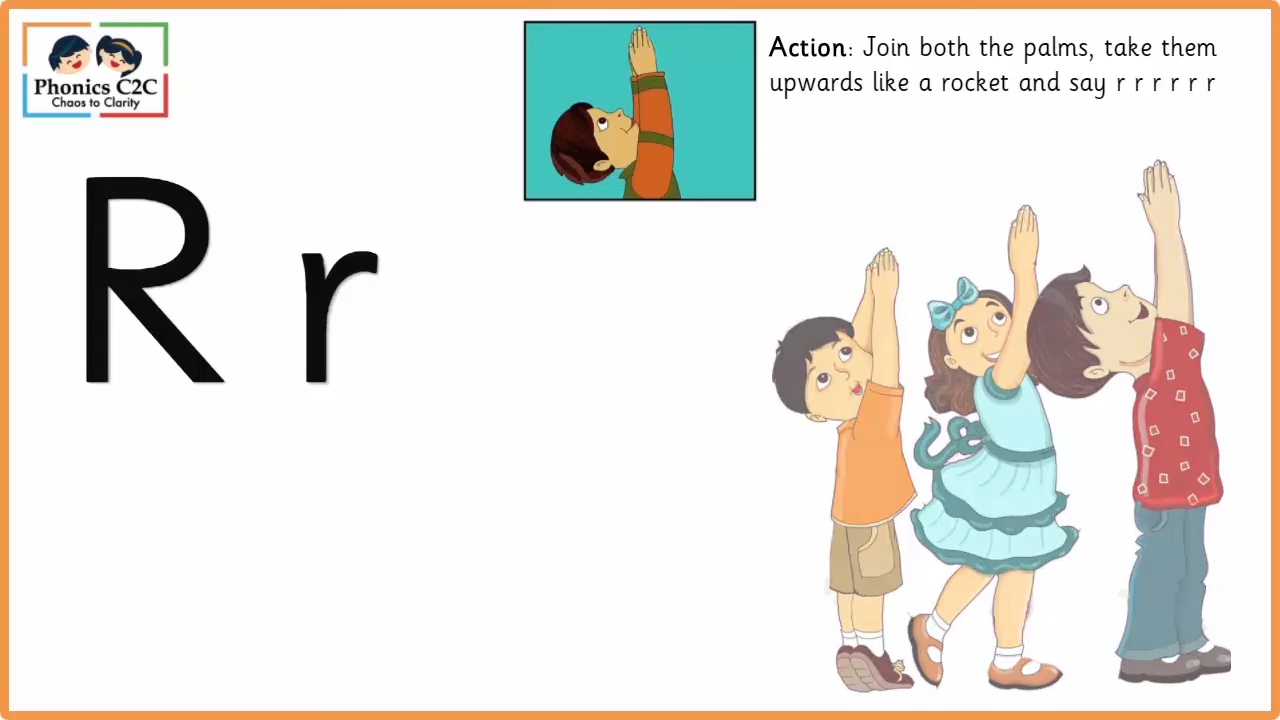 Phonics C2C
Chaos to Clarity
Action: Join both the palms, take them
upwards like a rocket and say r r r r r r
R r